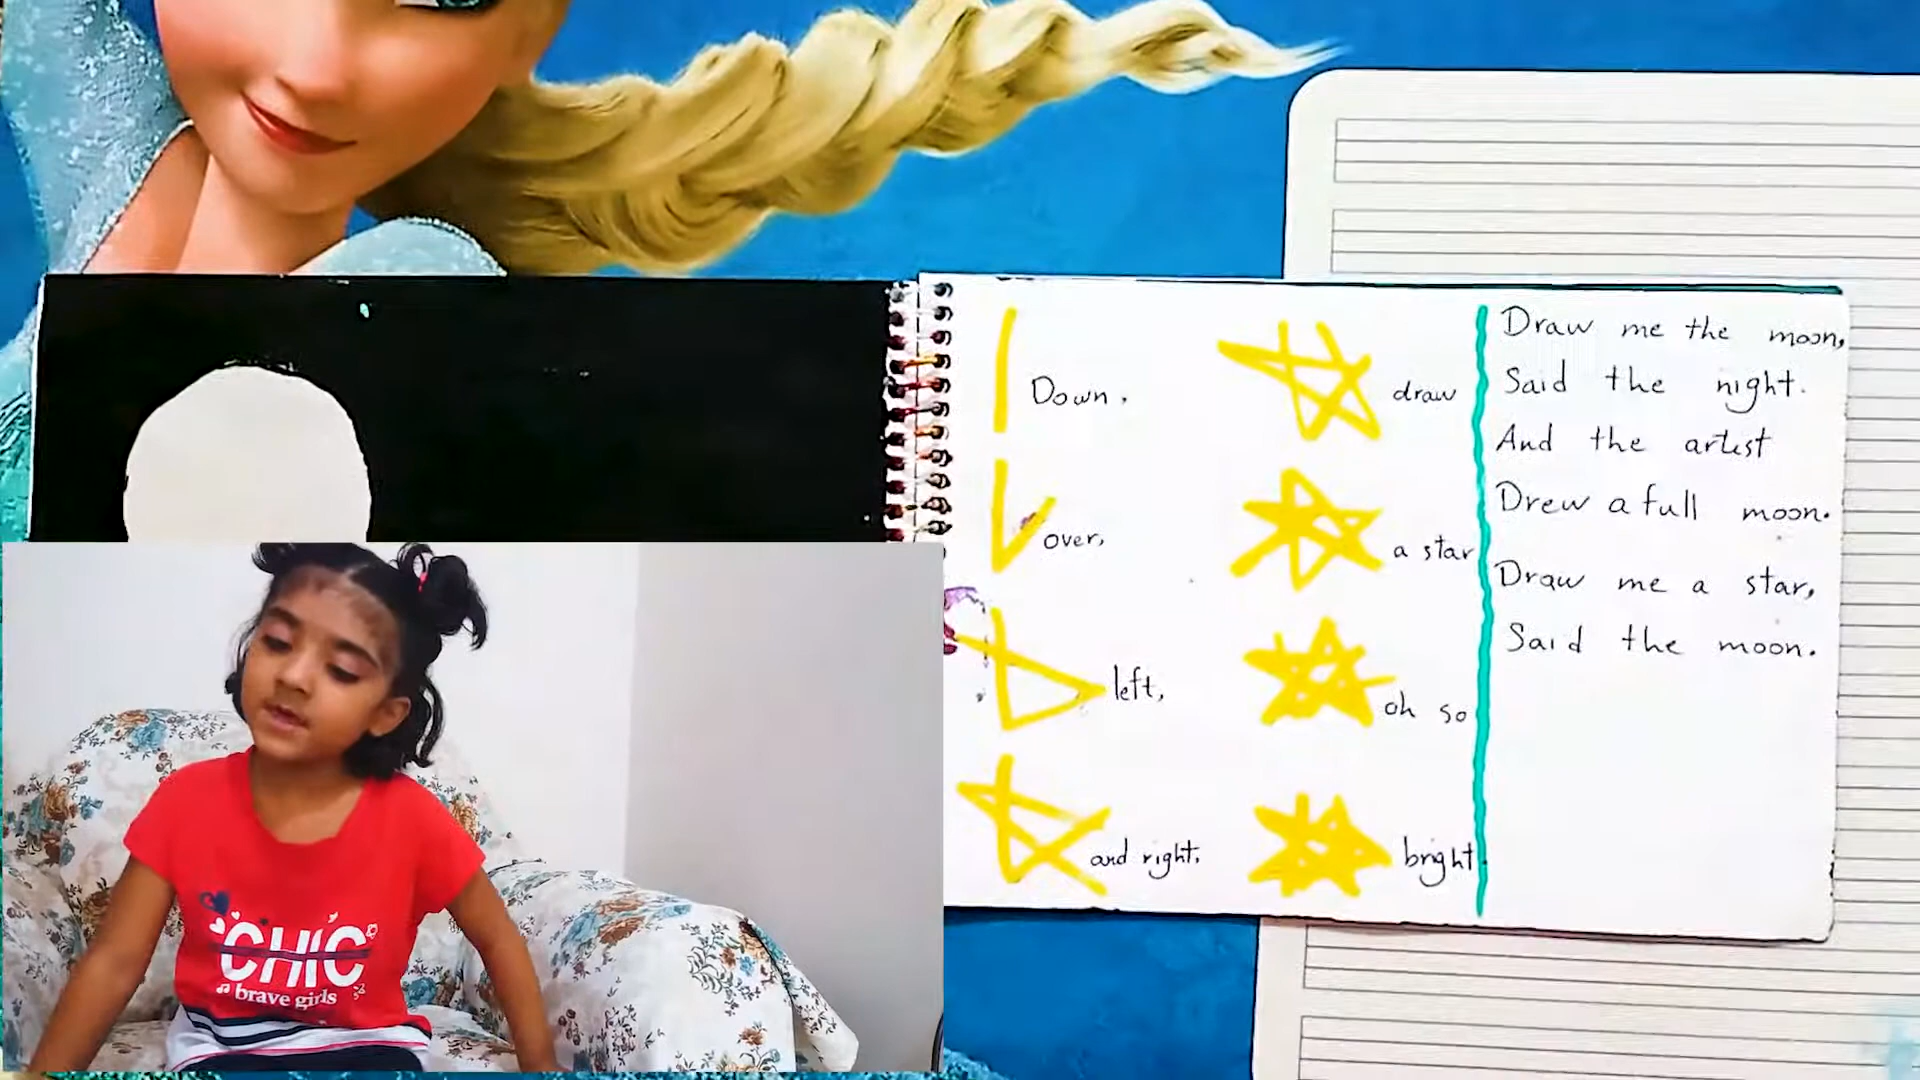 Down,
over,
left,
and right,
draw
a star
oh so
bright.
Draw me the moon,
Said the night.
And the artist
Drew a full moon.
Draw me a star,
Said the moon.
CHIC
brave girls